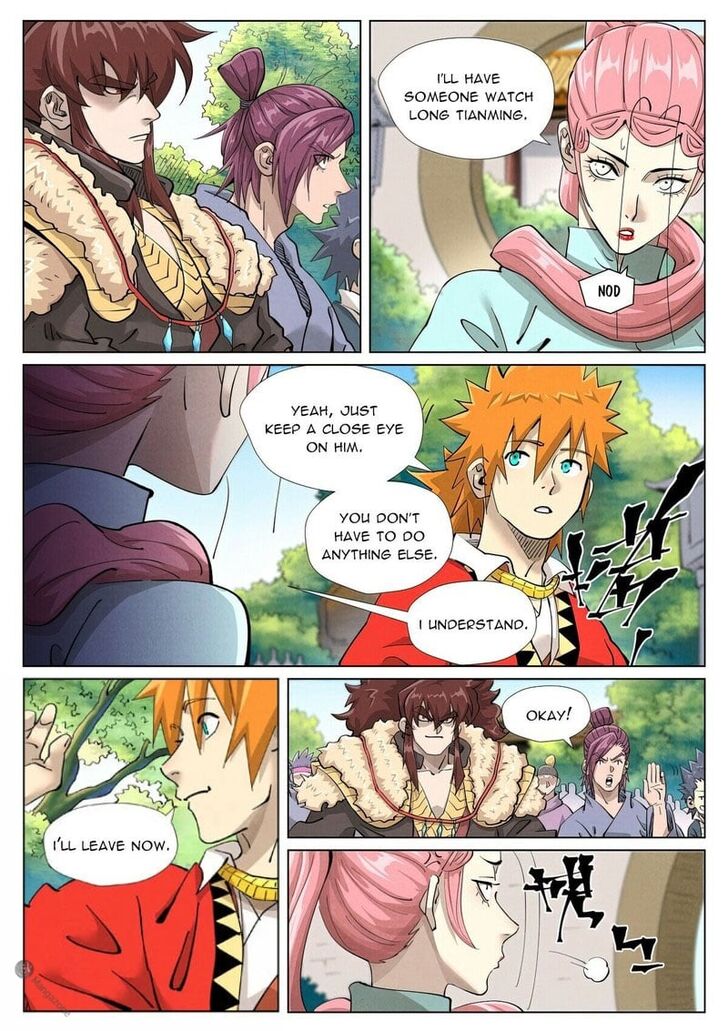 I'LL HAVE
SOMEONE WATCH
LONG TIANMING.
NOD
YEAH, JUST
KEEP A CLOSE EYE
ON HIM.
YOU DON'T
HAVE TO DO
ANYTHING ELSE.
I UNDERSTAND.
I'LL LEAVE NOW.
OKAY!